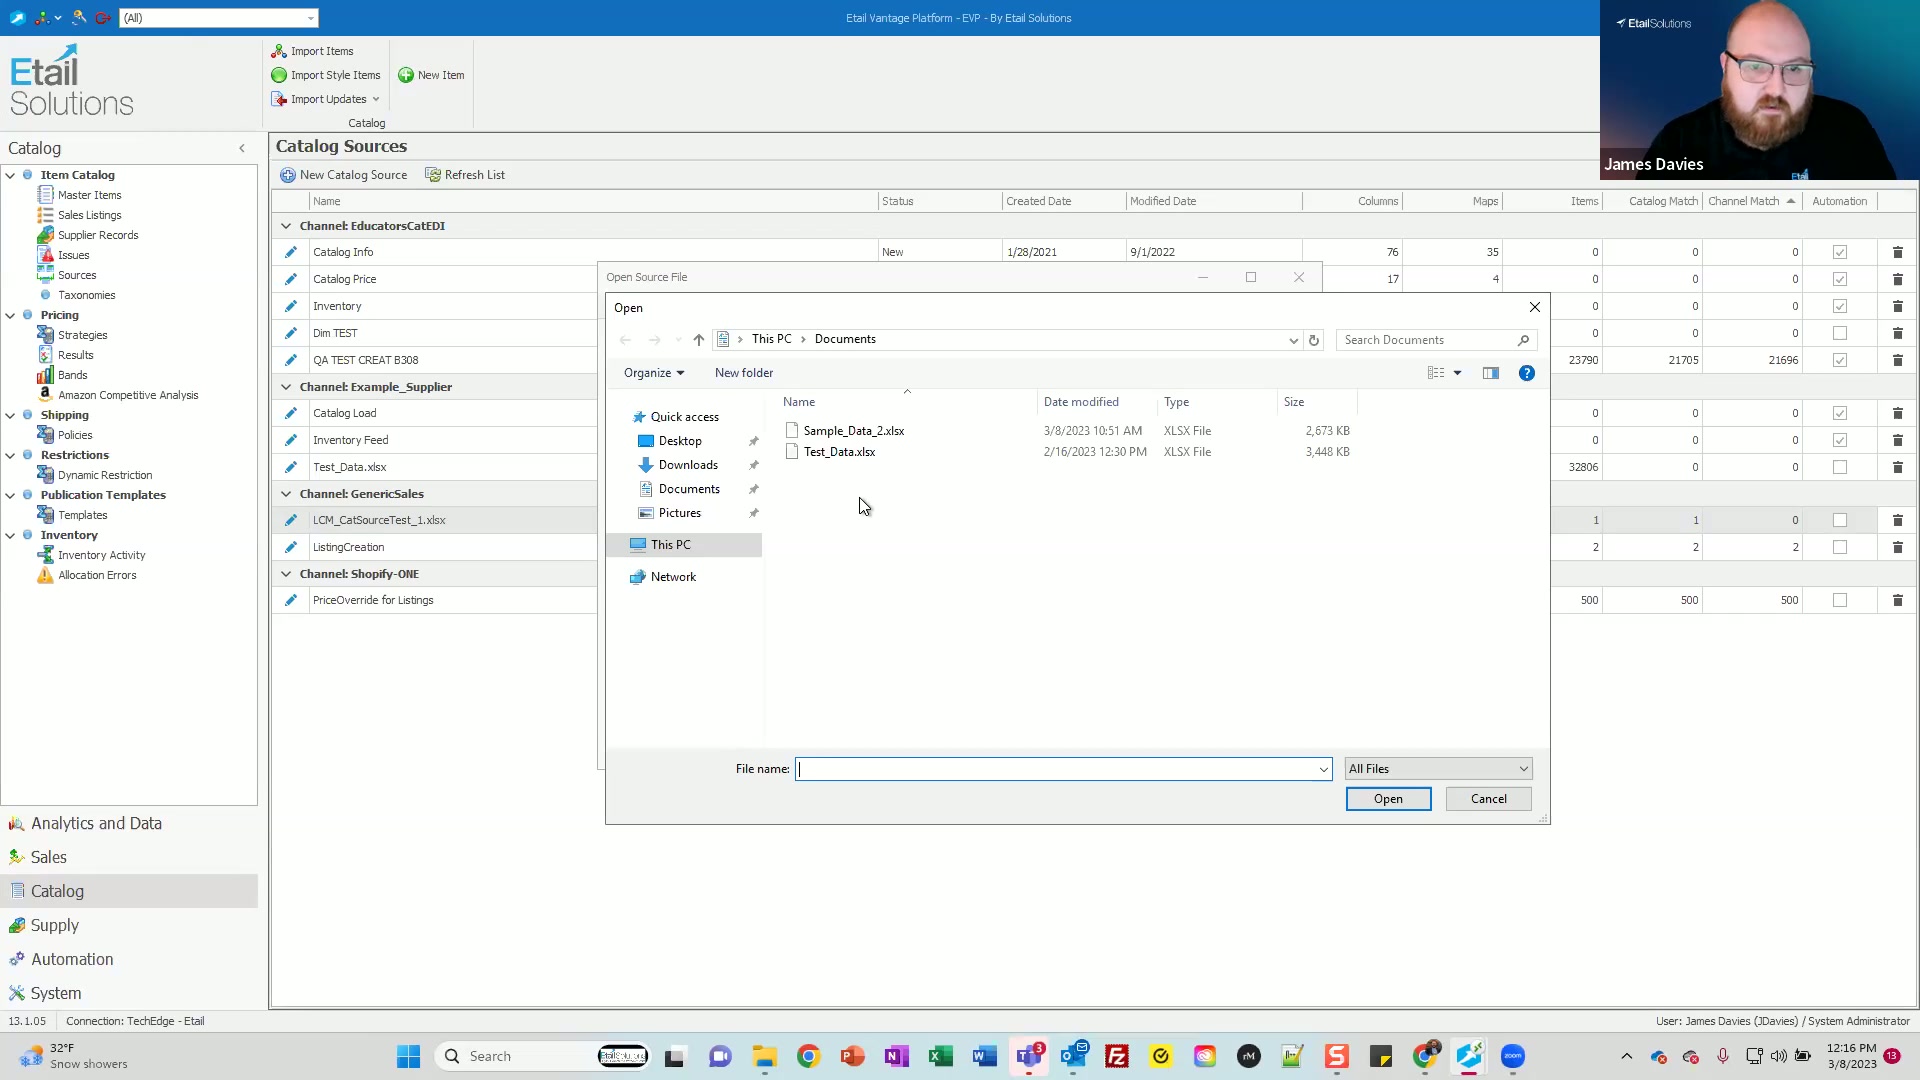 (All)
Etail Vantage Platform - EVP - By Etail Solutions
EtailSolutions
James Davies
Etail
Solutions
Import Items
Import Style Items
Import Updates
New Item
Catalog
Catalog
Item Catalog
Master Items
Sales Listings
Supplier Records
Issues
Sources
Taxonomies
Pricing
Strategies
Results
Bands
Amazon Competitive Analysis
Shipping
Policies
Restrictions
Dynamic Restriction
Publication Templates
Templates
Inventory
Inventory Activity
Allocation Errors
Analytics and Data
Sales
Catalog
Supply
Automation
System
Catalog Sources
New Catalog Source Refresh List
Name Status Created Date Modified Date Columns Maps Items Catalog Match Channel Match Automation
Channel: EducatorsCatEDI
Catalog Info New 1/28/2021 9/1/2022 76 35 0 0 0
Catalog Price 17 4 0 0 0
Inventory 0 0 0
Dim TEST 0 0 0
QA TEST CREAT B308 23790 21705 21696
Channel: Example_Supplier
Catalog Load 0 0 0
Inventory Feed 0 0 0
Test_Data.xlsx 32806 0 0
Channel: GenericSales
LCM_CatSourceTest_1.xlsx 1 1 0
ListingCreation 2 2 2
Channel: Shopify-ONE
PriceOverride for Listings 500 500 500
Open Source File
Open
This PC Documents
Search Documents
Organize New folder
Quick access
Desktop
Downloads
Documents
Pictures
This PC
Network
Name Date modified Type Size
Sample_Data_2.xlsx 3/8/2023 10:51 AM XLSX File 2,673 KB
Test_Data.xlsx 2/16/2023 12:30 PM XLSX File 3,448 KB
File name: All Files
Open Cancel
13.1.05 Connection: TechEdge - Etail
User: James Davies (JDavies) / System Administrator
32°F
Snow showers
Search
EtailSolutions
3
rM
zoom
12:16 PM
3/8/2023
13